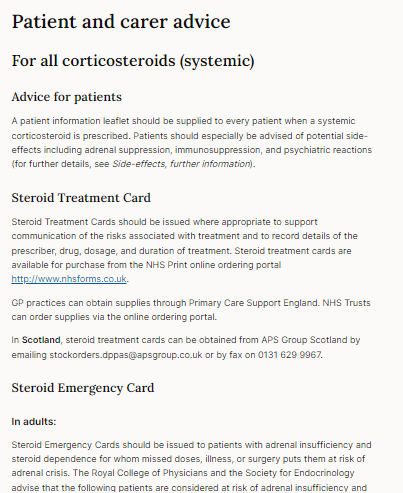 Patient and carer advice
For all corticosteroids (systemic)
Advice for patients
A patient information leaflet should be supplied to every patient when a systemic
corticosteroid is prescribed. Patients should especially be advised of potential side-
effects including adrenal suppression, immunosuppression, and psychiatric reactions
(for further details, see Side-effects, further information).
Steroid Treatment Card
Steroid Treatment Cards should be issued where appropriate to support
communication of the risks associated with treatment and to record details of the
prescriber, drug, dosage, and duration of treatment. Steroid treatment cards are
available for purchase from the NHS Print online ordering portal
http://www.nhsforms.co.uk.
GP practices can obtain supplies through Primary Care Support England. NHS Trusts
can order supplies via the online ordering portal.
In Scotland, steroid treatment cards can be obtained from APS Group Scotland by
emailing stockorders.dppas@apsgroup.co.uk or by fax on 0131 629 9967.
Steroid Emergency Card
In adults:
Steroid Emergency Cards should be issued to patients with adrenal insufficiency and
steroid dependence for whom missed doses, illness, or surgery puts them at risk of
adrenal crisis. The Royal College of Physicians and the Society for Endocrinology
advise that the following patients are considered at risk of adrenal insufficiency and